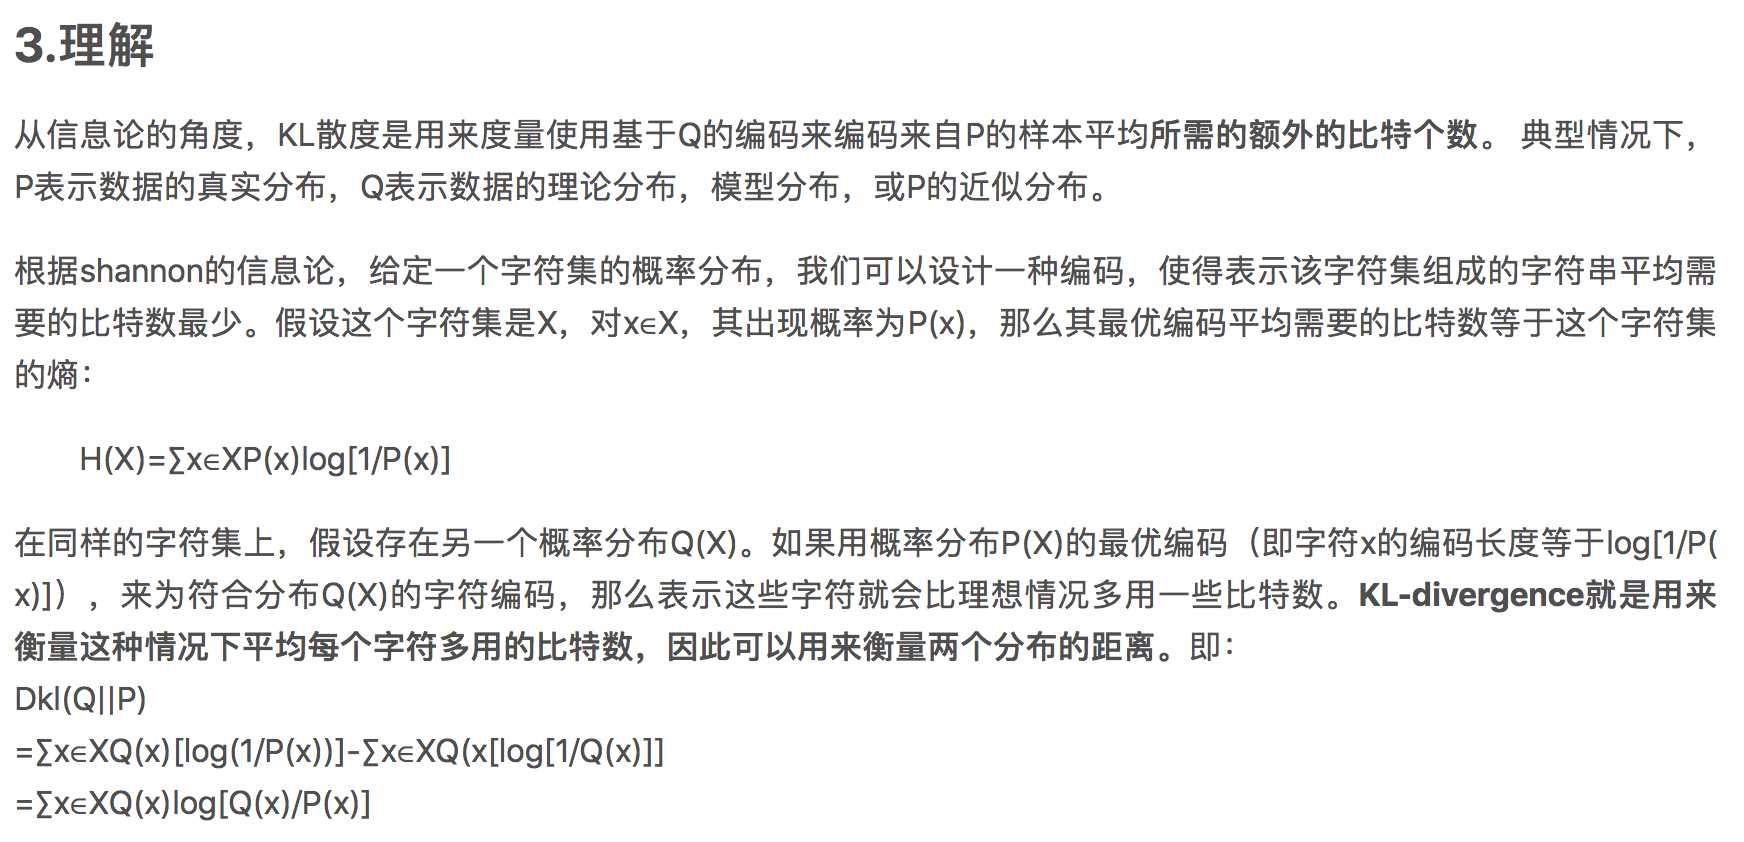 3.理解
从信息论的角度，KL散度是用来度量使用基于Q的编码来编码来自P的样本平均所需的额外的比特个数。 典型情况下，
P表示数据的真实分布，Q表示数据的理论分布，模型分布，或P的近似分布。
根据shannon的信息论，给定一个字符集的概率分布，我们可以设计一种编码，使得表示该字符集组成的字符串平均需
要的比特数最少。假设这个字符集是X，对x∈X，其出现概率为P(x)，那么其最优编码平均需要的比特数等于这个字符集
的熵：
H(X)=∑x∈XP(x)log[1/P(x)]
在同样的字符集上，假设存在另一个概率分布Q(X)。如果用概率分布P(X)的最优编码（即字符x的编码长度等于log[1/P(
x)]），来为符合分布Q(X)的字符编码，那么表示这些字符就会比理想情况多用一些比特数。KL-divergence就是用来
衡量这种情况下平均每个字符多用的比特数，因此可以用来衡量两个分布的距离。即：
Dkl(Q||P)
=∑x∈XQ(x)[log(1/P(x))]-∑x∈XQ(x[log[1/Q(x)]]
=∑x∈XQ(x)log[Q(x)/P(x)]